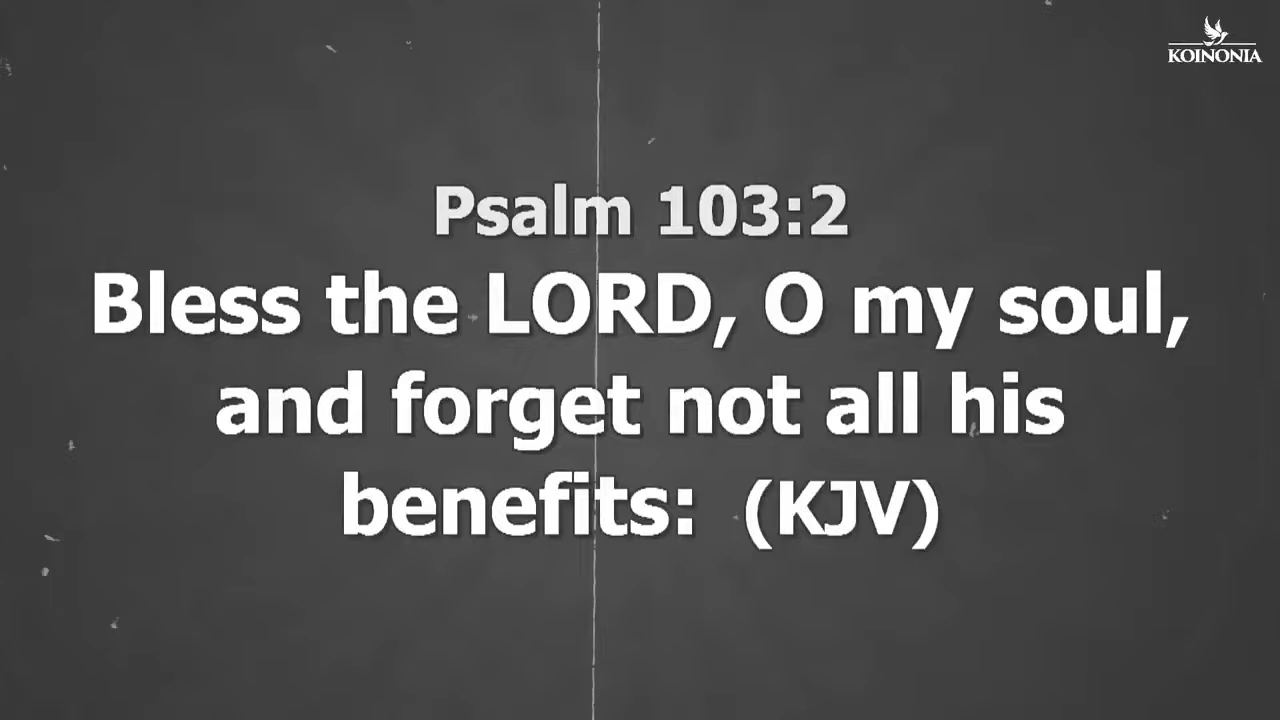 KOINONIA
Psalm 103:2
Bless the LORD, O my soul,
and forget not all his
benefits: (KJV)